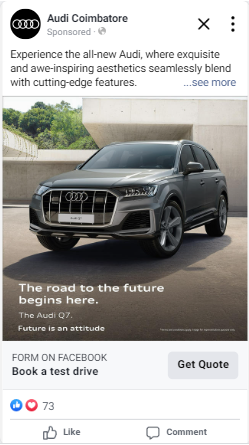 Audi Coimbatore
Sponsored ·
Experience the all-new Audi, where exquisite
and awe-inspiring aesthetics seamlessly blend
with cutting-edge features. ...see more
The road to the future
begins here.
The Audi Q7.
Future is an attitude
FORM ON FACEBOOK
Book a test drive
Get Quote
73
Like
Comment